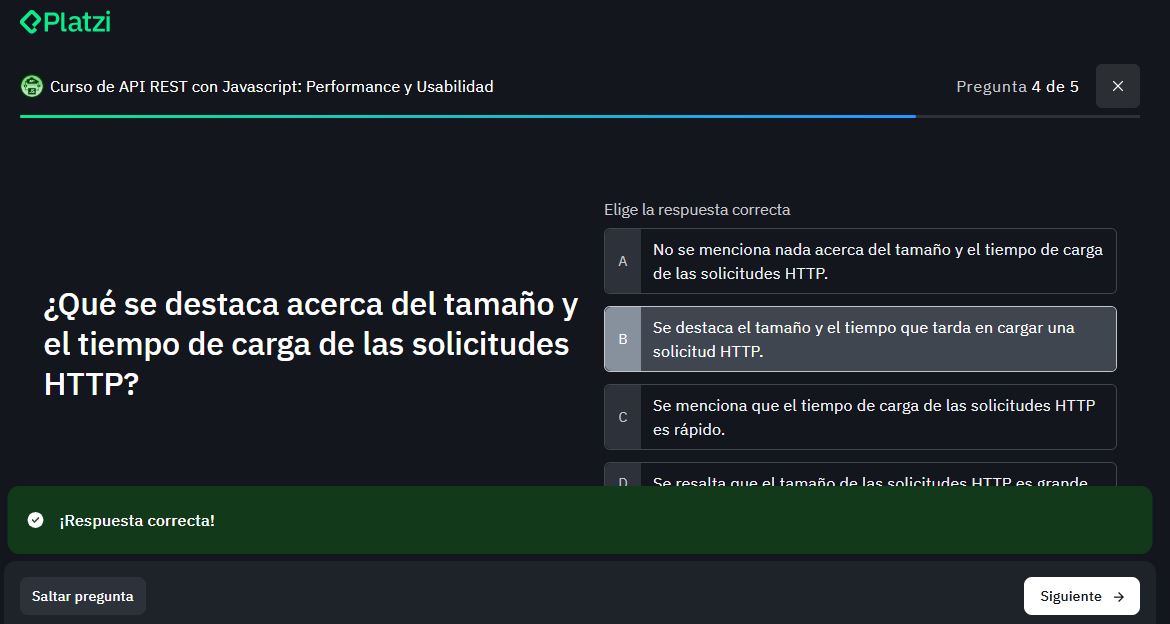 Platzi
Curso de API REST con Javascript: Performance y Usabilidad
Pregunta 4 de 5
¿Qué se destaca acerca del tamaño y
el tiempo de carga de las solicitudes
HTTP?
Elige la respuesta correcta
A
No se menciona nada acerca del tamaño y el tiempo de carga
de las solicitudes HTTP.
B
Se destaca el tamaño y el tiempo que tarda en cargar una
solicitud HTTP.
C
Se menciona que el tiempo de carga de las solicitudes HTTP
es rápido.
D
Se resalta que el tamaño de las solicitudes HTTP es grande
¡Respuesta correcta!
Saltar pregunta
Siguiente →